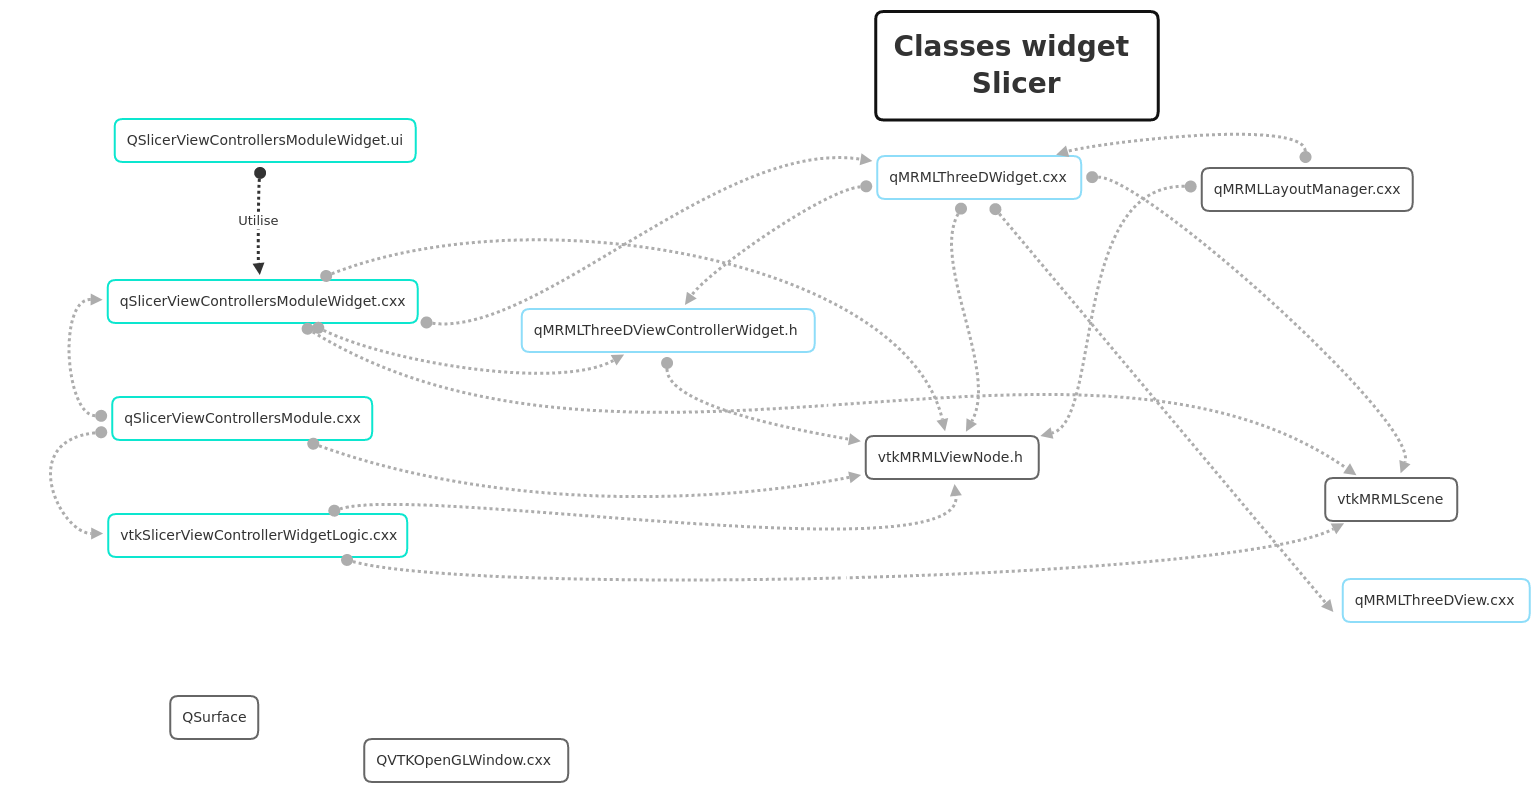 Classes widget
Slicer
QSlicerViewControllersModuleWidget.ui
qMRMLThreeDWidget.cxx
qMRMLLayoutManager.cxx
Utilise
qSlicerViewControllersModuleWidget.cxx
qMRMLThreeDViewControllerWidget.h
qSlicerViewControllersModule.cxx
vtkMRMLViewNode.h
vtkMRMLScene
vtkSlicerViewControllerWidgetLogic.cxx
qMRMLThreeDView.cxx
QSurface
QVTKOpenGLWindow.cxx